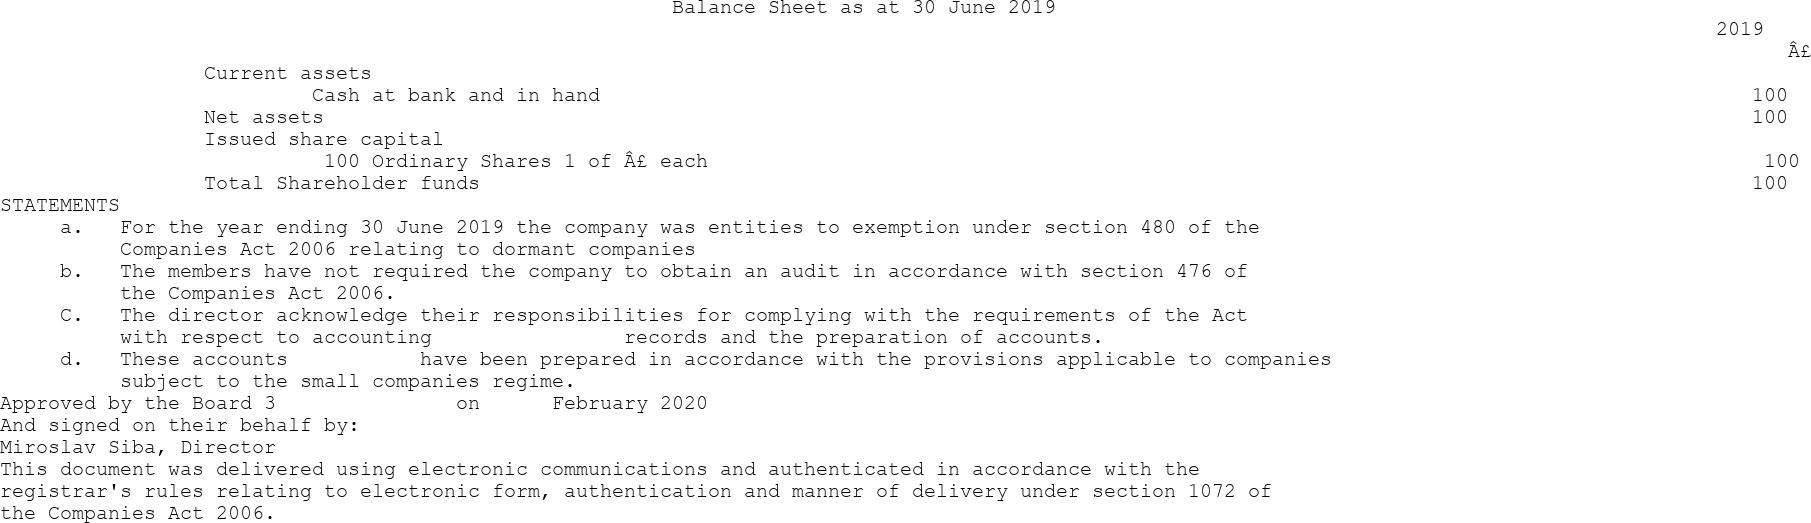 Balance Sheet as at 30 June 2019
2019
Â£
Current assets
Cash at bank and in hand 100
Net assets 100
Issued share capital
100 Ordinary Shares 1 of Â£ each 100
Total Shareholder funds 100
STATEMENTS
a. For the year ending 30 June 2019 the company was entities to exemption under section 480 of the
Companies Act 2006 relating to dormant companies
b. The members have not required the company to obtain an audit in accordance with section 476 of
the Companies Act 2006.
C. The director acknowledge their responsibilities for complying with the requirements of the Act
with respect to accounting records and the preparation of accounts.
d. These accounts have been prepared in accordance with the provisions applicable to companies
subject to the small companies regime.
Approved by the Board 3 on February 2020
And signed on their behalf by:
Miroslav Siba, Director
This document was delivered using electronic communications and authenticated in accordance with the
registrar's rules relating to electronic form, authentication and manner of delivery under section 1072 of
the Companies Act 2006.